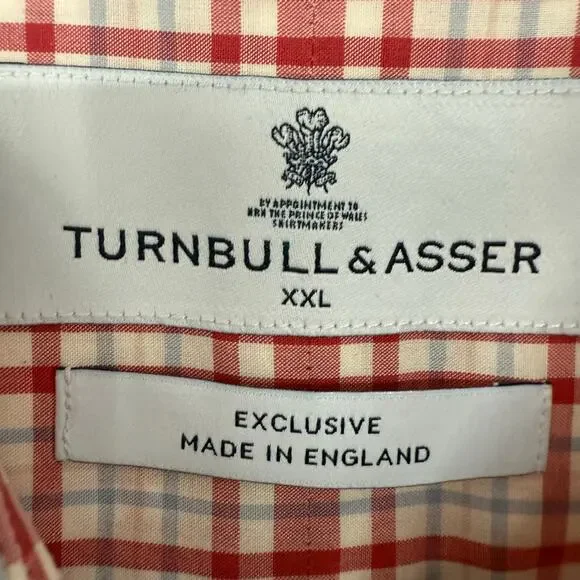 BY APPOINTMENT TO
HRH THE PRINCE OF WALES
SHIRTMAKERS
TURNBULL & ASSER
XXL
EXCLUSIVE
MADE IN ENGLAND